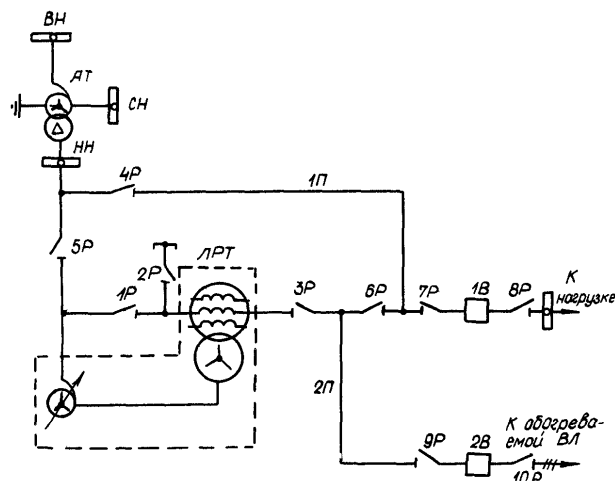 ВН
АТ
СН
НН
4Р
1П
5Р
2Р
ЛРТ
1Р
3Р
6Р
7Р
1В
8Р
К
нагрузке
2П
9Р
2В
10Р
К обогрева-
емой ВЛ